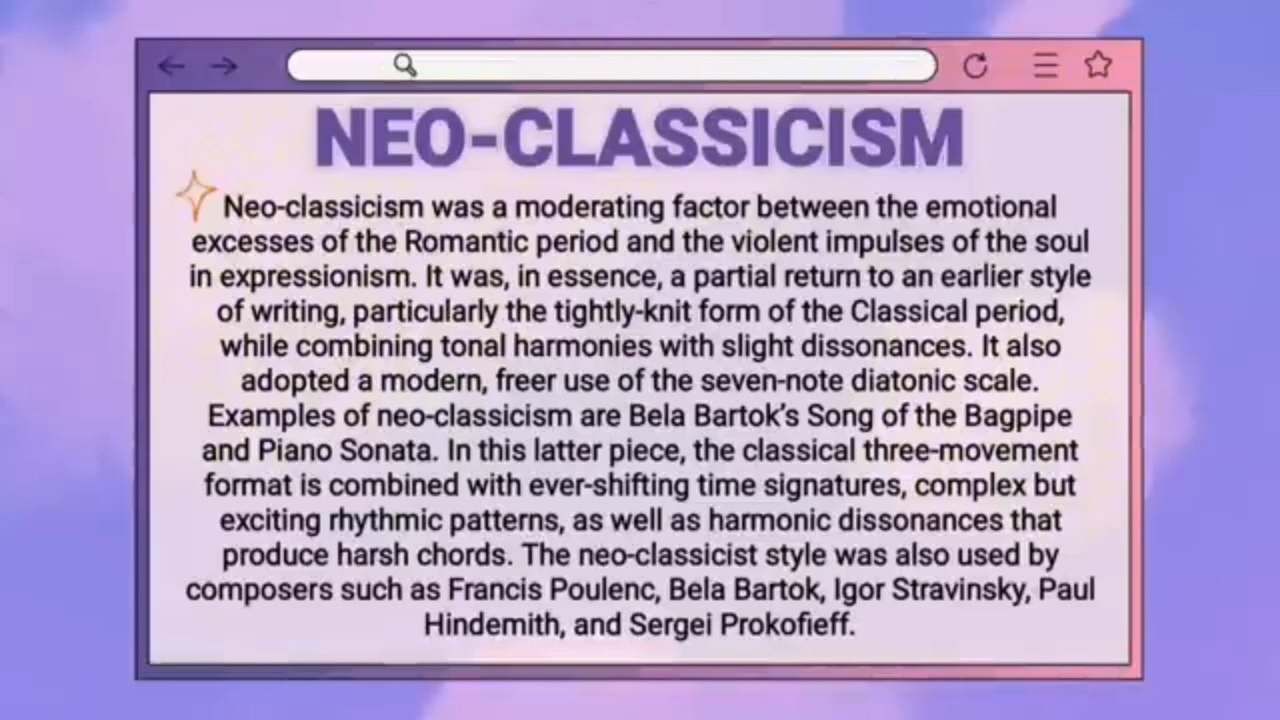 NEO-CLASSICISM
Neo-classicism was a moderating factor between the emotional
excesses of the Romantic period and the violent impulses of the soul
in expressionism. It was, in essence, a partial return to an earlier style
of writing, particularly the tightly-knit form of the Classical period,
while combining tonal harmonies with slight dissonances. It also
adopted a modern, freer use of the seven-note diatonic scale.
Examples of neo-classicism are Bela Bartok’s Song of the Bagpipe
and Piano Sonata. In this latter piece, the classical three-movement
format is combined with ever-shifting time signatures, complex but
exciting rhythmic patterns, as well as harmonic dissonances that
produce harsh chords. The neo-classicist style was also used by
composers such as Francis Poulenc, Bela Bartok, Igor Stravinsky, Paul
Hindemith, and Sergei Prokofieff.